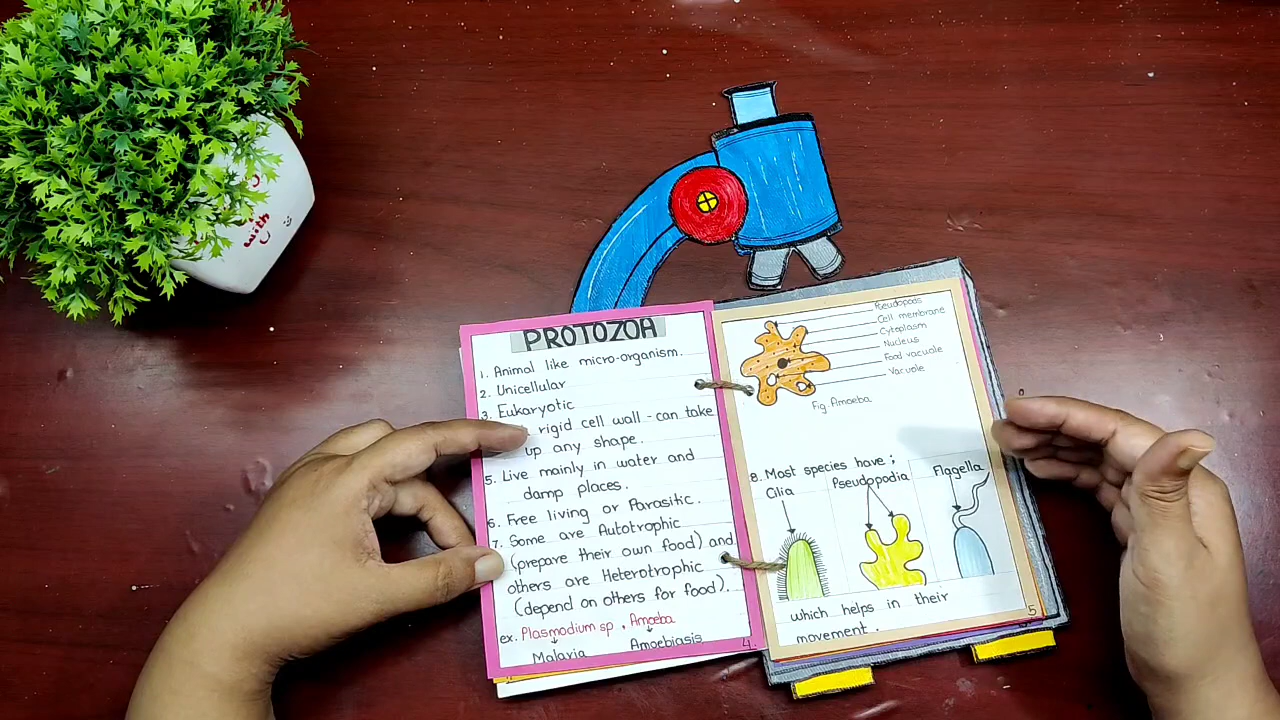 with
PROTOZOA
1. Animal like micro-organism.
2. Unicellular
3. Eukaryotic
rigid cell wall - can take
up any shape.
5. Live mainly in water and
damp places.
6. Free living or Parasitic.
7. Some are Autotrophic
(prepare their own food) and
others are Heterotrophic
(depend on others for food).
ex. Plasmodium sp , Amoeba
Malaria Amoebiasis
4.
Pseudopods
Cell membrane
Cytoplasm
Nucleus
Food vacuole
Vacuole
Fig. Amoeba
8. Most species have ;
Cilia Pseudopodia Flagella
which helps in their
movement.
5